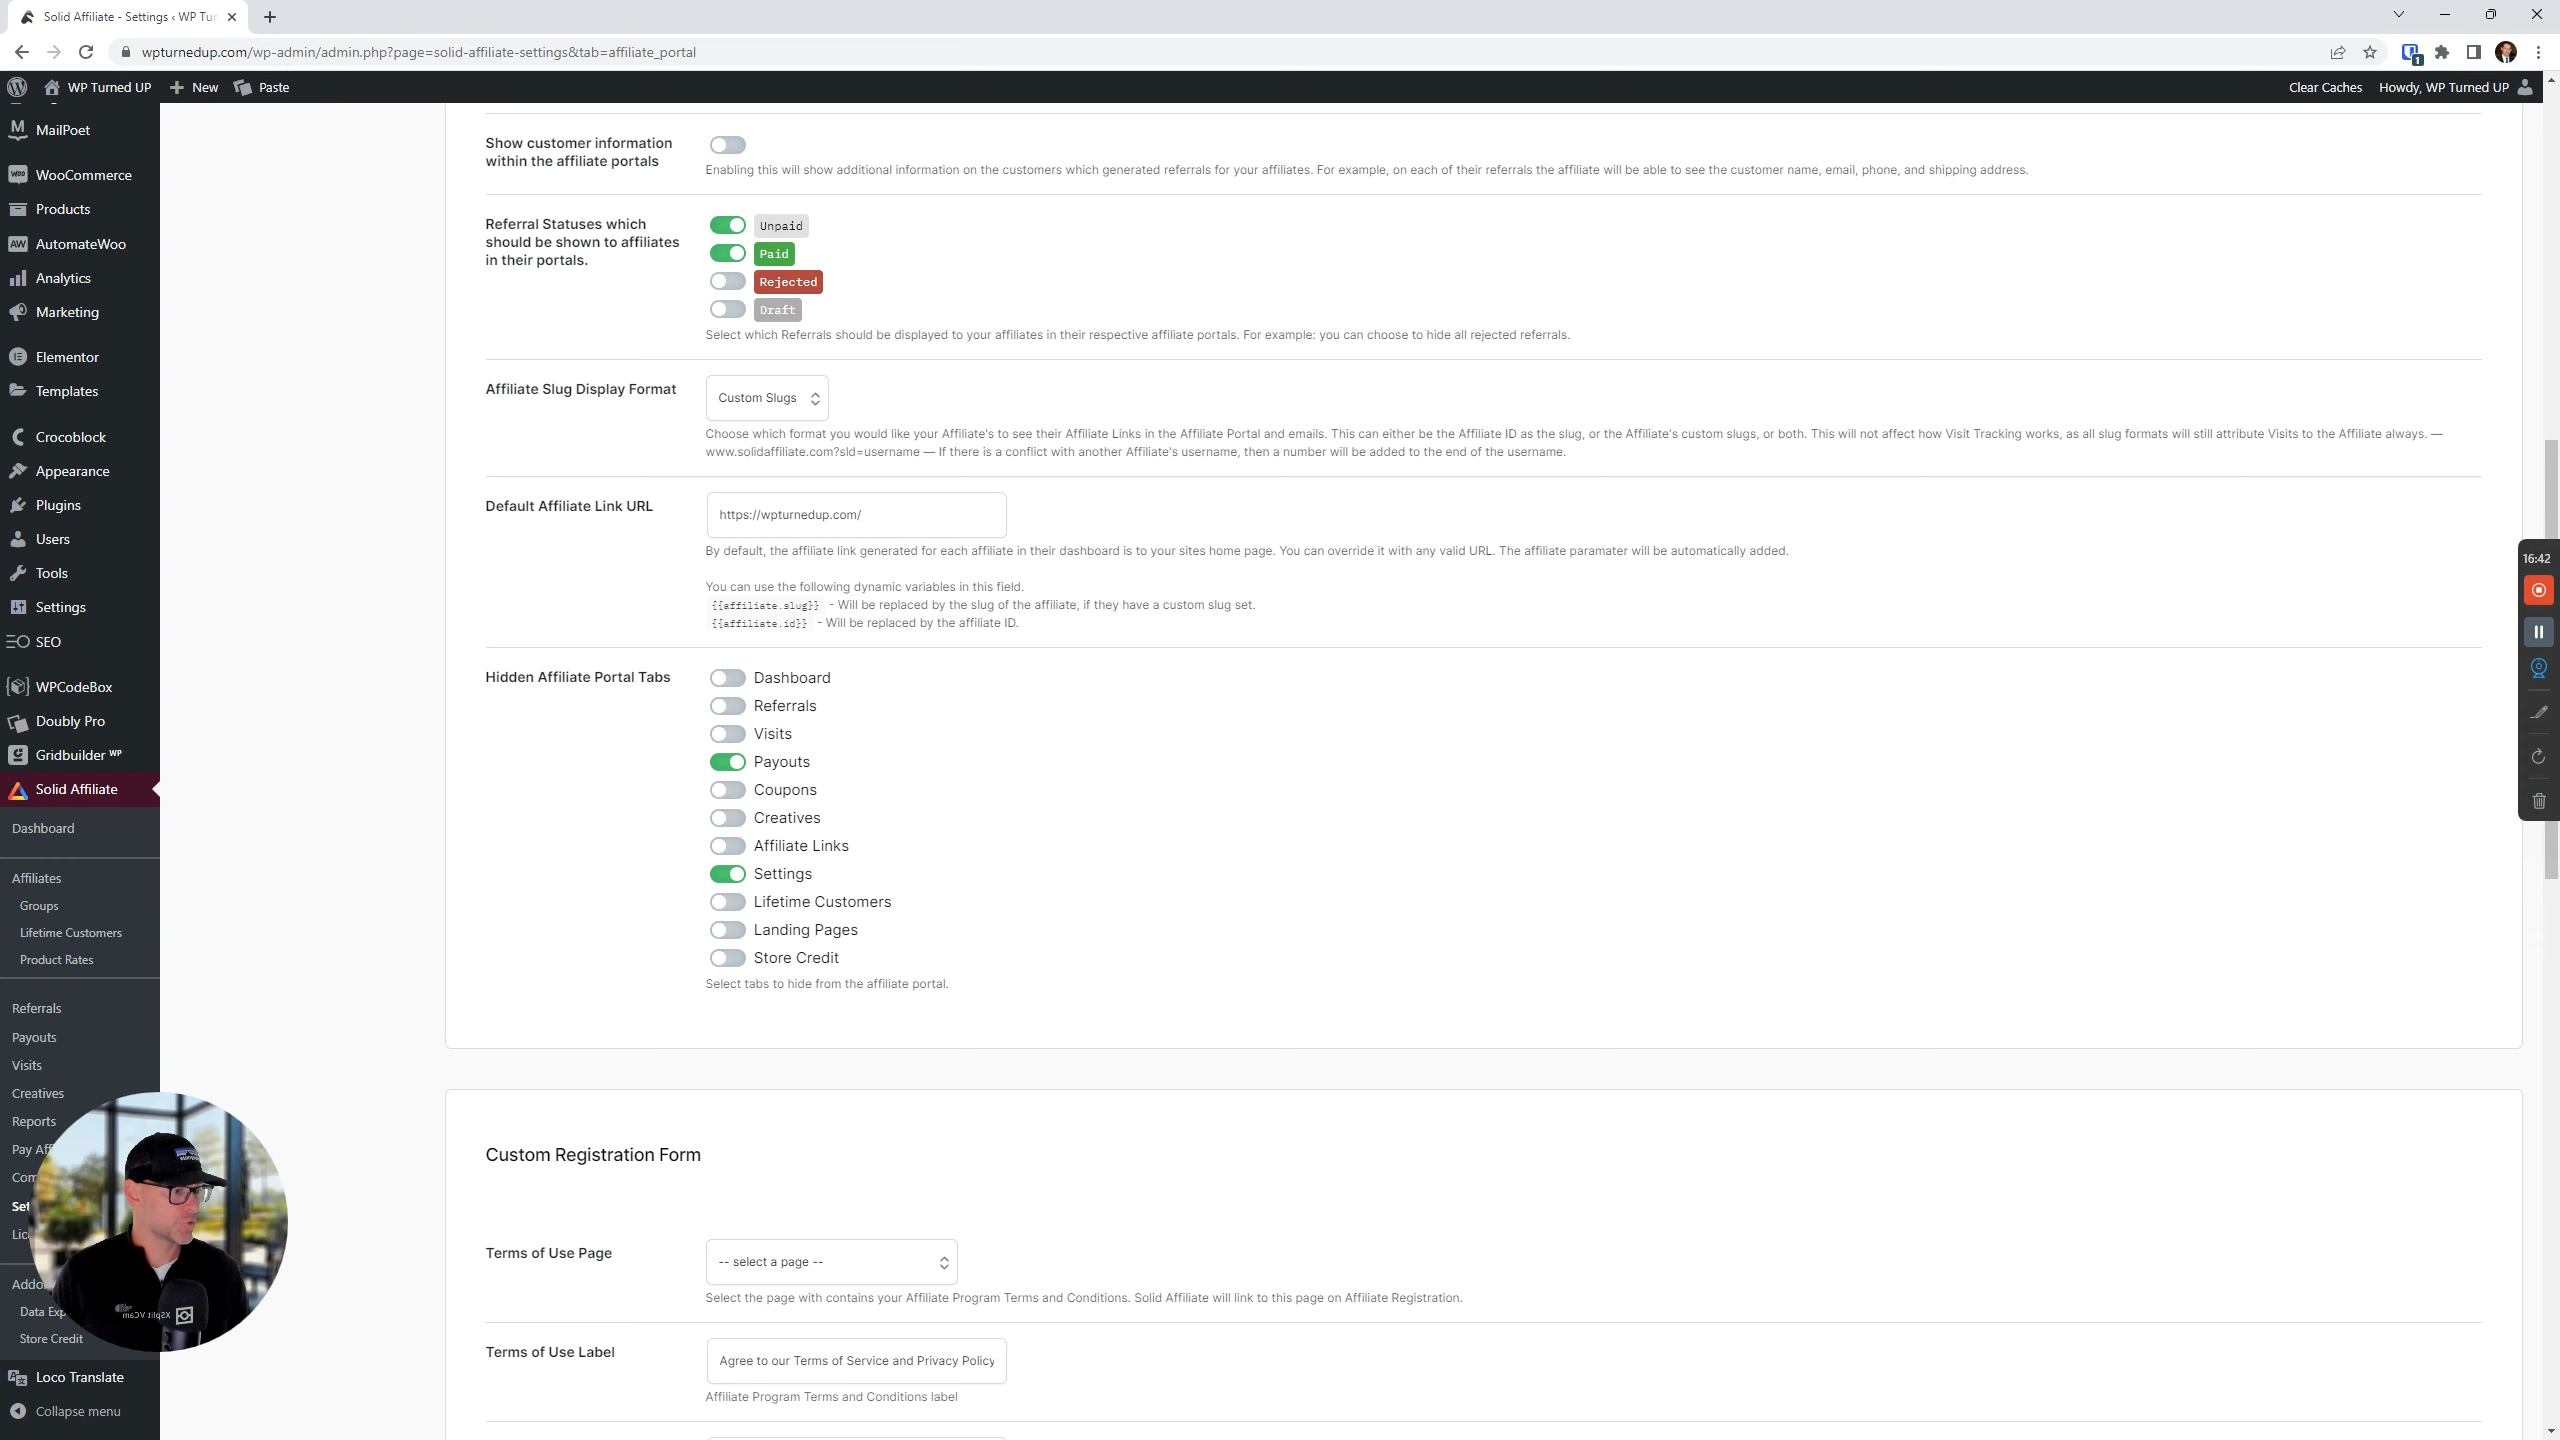 Solid Affiliate - Settings ‹ WP Tur
wpturnedup.com/wp-admin/admin.php?page=solid-affiliate-settings&tab=affiliate_portal
WP Turned UP
New
Paste
Clear Caches
Howdy, WP Turned UP
MailPoet
WooCommerce
Products
AutomateWoo
Analytics
Marketing
Elementor
Templates
Crocoblock
Appearance
Plugins
Users
Tools
Settings
SEO
WPCodeBox
Doubly Pro
Gridbuilder WP
Solid Affiliate
Dashboard
Affiliates
Groups
Lifetime Customers
Product Rates
Referrals
Payouts
Visits
Creatives
Reports
Pay Aff
Com
Set
Lic
Addo
Data Exp
Store Credit
Loco Translate
Collapse menu
Show customer information
within the affiliate portals
Enabling this will show additional information on the customers which generated referrals for your affiliates. For example, on each of their referrals the affiliate will be able to see the customer name, email, phone, and shipping address.
Referral Statuses which
should be shown to affiliates
in their portals.
Unpaid
Paid
Rejected
Draft
Select which Referrals should be displayed to your affiliates in their respective affiliate portals. For example: you can choose to hide all rejected referrals.
Affiliate Slug Display Format
Custom Slugs
Choose which format you would like your Affiliate's to see their Affiliate Links in the Affiliate Portal and emails. This can either be the Affiliate ID as the slug, or the Affiliate's custom slugs, or both. This will not affect how Visit Tracking works, as all slug formats will still attribute Visits to the Affiliate always. —
www.solidaffiliate.com?sld=username — If there is a conflict with another Affiliate's username, then a number will be added to the end of the username.
Default Affiliate Link URL
https://wpturnedup.com/
By default, the affiliate link generated for each affiliate in their dashboard is to your sites home page. You can override it with any valid URL. The affiliate paramater will be automatically added.
You can use the following dynamic variables in this field.
{{affiliate.slug}} - Will be replaced by the slug of the affiliate, if they have a custom slug set.
{{affiliate.id}} - Will be replaced by the affiliate ID.
Hidden Affiliate Portal Tabs
Dashboard
Referrals
Visits
Payouts
Coupons
Creatives
Affiliate Links
Settings
Lifetime Customers
Landing Pages
Store Credit
Select tabs to hide from the affiliate portal.
Custom Registration Form
Terms of Use Page
-- select a page --
Select the page with contains your Affiliate Program Terms and Conditions. Solid Affiliate will link to this page on Affiliate Registration.
Terms of Use Label
Agree to our Terms of Service and Privacy Policy
Affiliate Program Terms and Conditions label
16:42
XSplit VCam